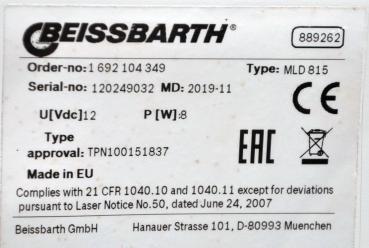 BEISSBARTH® 889262
Order-no: 1 692 104 349 Type: MLD 815
Serial-no: 120249032 MD: 2019-11
CE
U[Vdc]12 P [W]:8
Type
approval: TPN100151837
EAC
Made in EU
Complies with 21 CFR 1040.10 and 1040.11 except for deviations
pursuant to Laser Notice No.50, dated June 24, 2007
Beissbarth GmbH Hanauer Strasse 101, D-80993 Muenchen